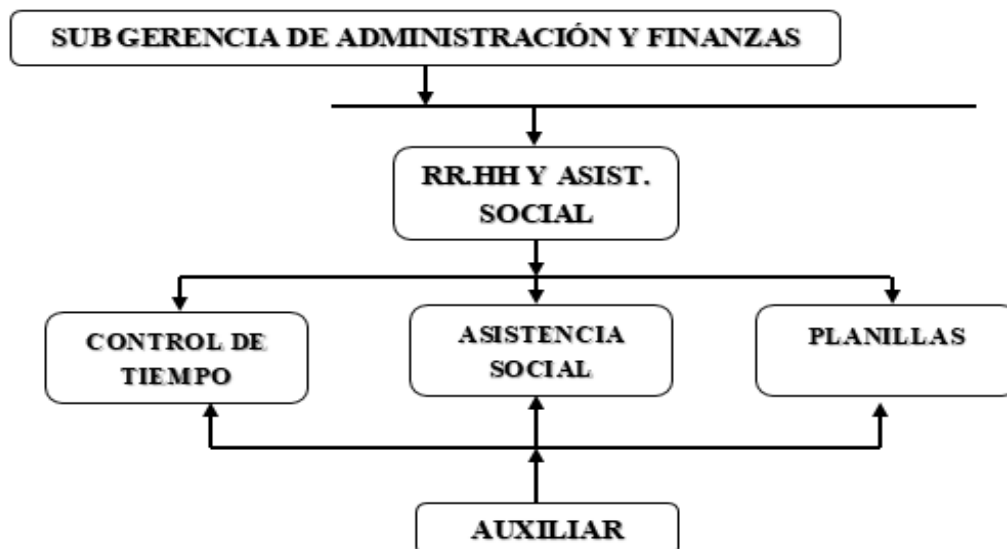 SUB GERENCIA DE ADMINISTRACIÓN Y FINANZAS
RR.HH Y ASIST.
SOCIAL
CONTROL DE
TIEMPO
ASISTENCIA
SOCIAL
PLANILLAS
AUXILIAR